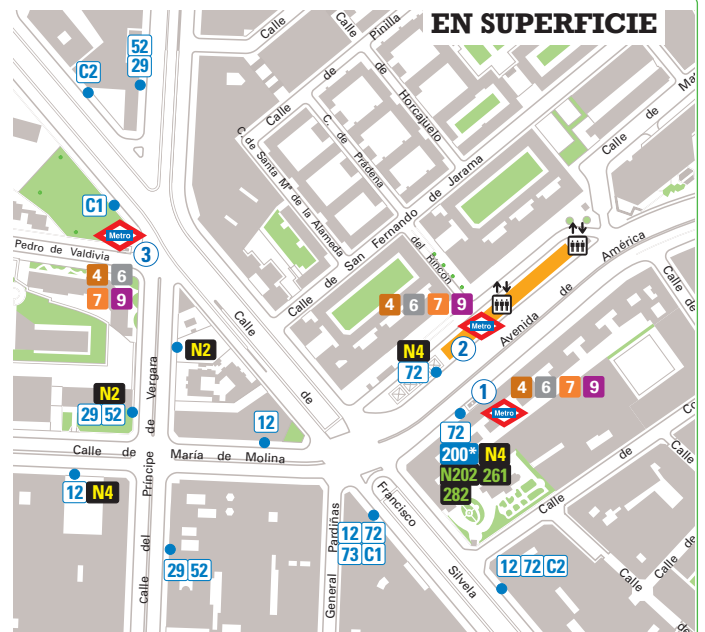 EN SUPERFICIE
Calle de Pinilla
52
29
C2
Calle de Horcajuelo
Calle de Ma
C. de Prádena
C. de Santa Mª de la Alameda
C1
Metro
3
Pedro de Valdivia
4 6
7 9
Calle de San Fernando de Jarama
del Rincón
Avenida de América
4 6 7 9
Metro
2
N4
72
N2
Calle de
1
4 6 7 9
Metro
N2
29 52
12
72
200* N4
N202 261
282
Calle de María de Molina
12 N4
Calle del Príncipe de Vergara
29 52
General Pardiñas
12 72
73 C1
Francisco Silvela
12 72 C2
Calle de Co
Calle
Calle de